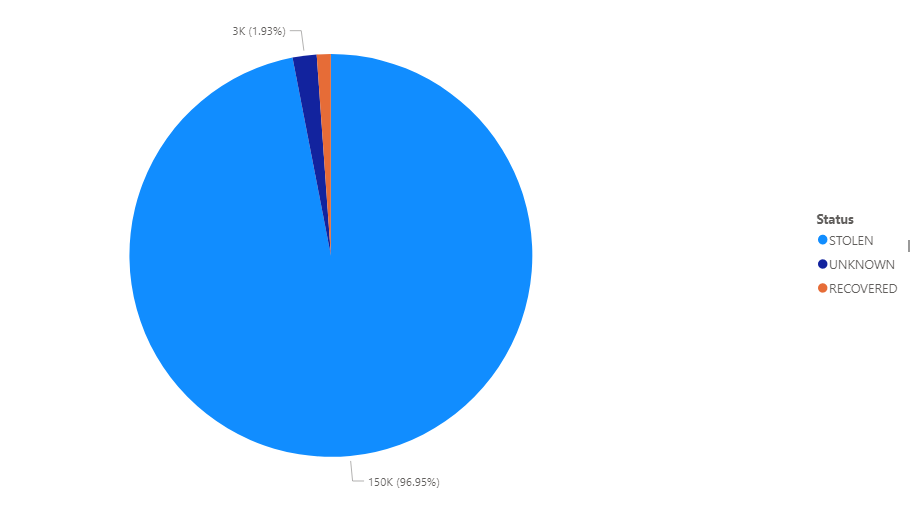 3K (1.93%)
Status
STOLEN
UNKNOWN
RECOVERED
150K (96.95%)